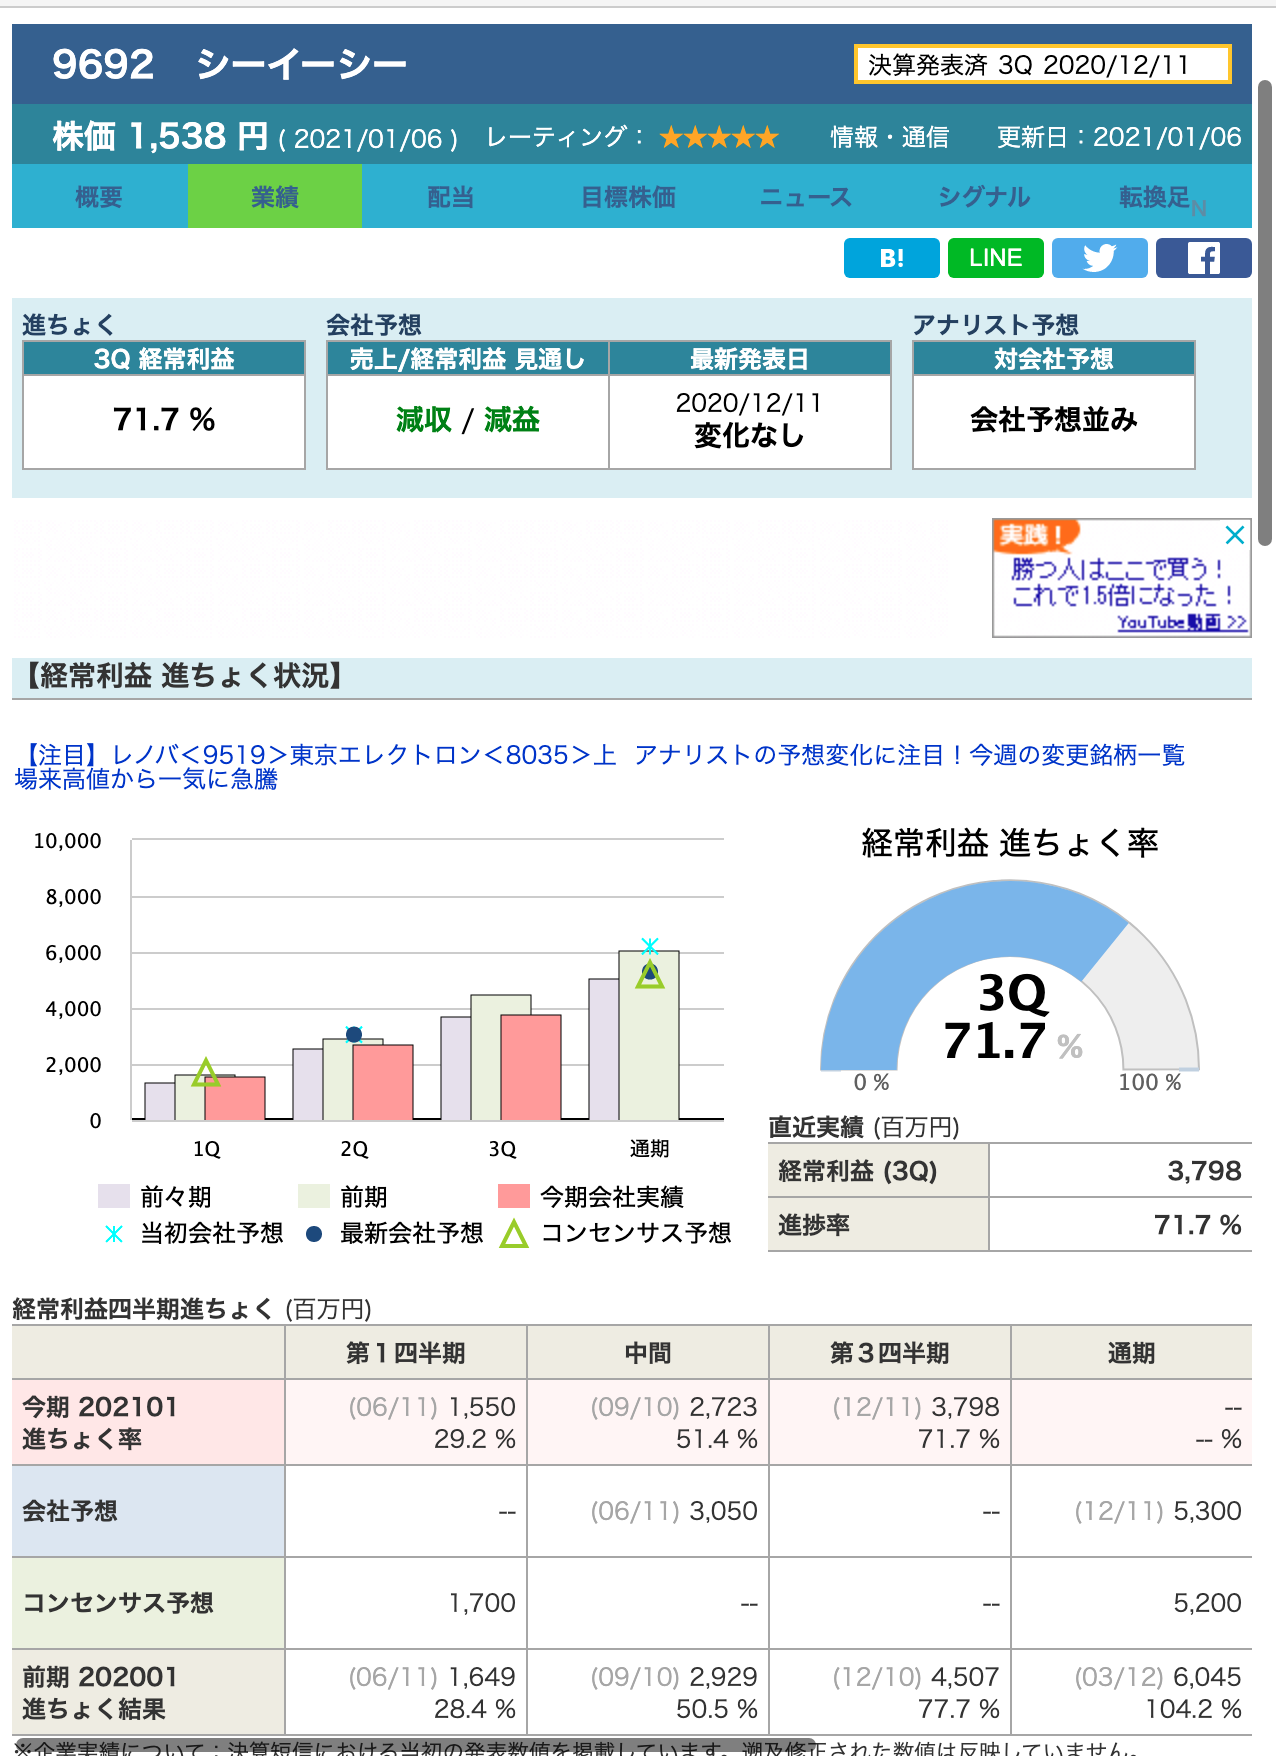 9692 シーイーシー
決算発表済 3Q 2020/12/11
株価 1,538 円 ( 2021/01/06 ) レーティング： ★★★★★ 情報・通信 更新日：2021/01/06
概要 業績 配当 目標株価 ニュース シグナル 転換足N
B! LINE
進ちょく 会社予想 アナリスト予想
3Q 経常利益 売上/経常利益 見通し 最新発表日 対会社予想
71.7 % 減収 / 減益 2020/12/11 会社予想並み
変化なし
実践！
勝つ人はここで買う！
これで1.5倍になった！
YouTube動画 >>
【経常利益 進ちょく状況】
【注目】レノバ＜9519＞東京エレクトロン＜8035＞上 アナリストの予想変化に注目！今週の変更銘柄一覧
場来高値から一気に急騰
10,000
8,000
6,000
4,000
2,000
0
1Q 2Q 3Q 通期
前々期 前期 今期会社実績
当初会社予想 最新会社予想 コンセンサス予想
経常利益 進ちょく率
3Q
71.7 %
0 % 100 %
直近実績 (百万円)
経常利益 (3Q) 3,798
進捗率 71.7 %
経常利益四半期進ちょく (百万円)
第１四半期 中間 第３四半期 通期
今期 202101 (06/11) 1,550 (09/10) 2,723 (12/11) 3,798 --
進ちょく率 29.2 % 51.4 % 71.7 % -- %
会社予想 -- (06/11) 3,050 -- (12/11) 5,300
コンセンサス予想 1,700 -- -- 5,200
前期 202001 (06/11) 1,649 (09/10) 2,929 (12/10) 4,507 (03/12) 6,045
進ちょく結果 28.4 % 50.5 % 77.7 % 104.2 %
※企業実績について：決算短信における当初の発表数値を掲載しています。遡及修正された数値は反映していません。